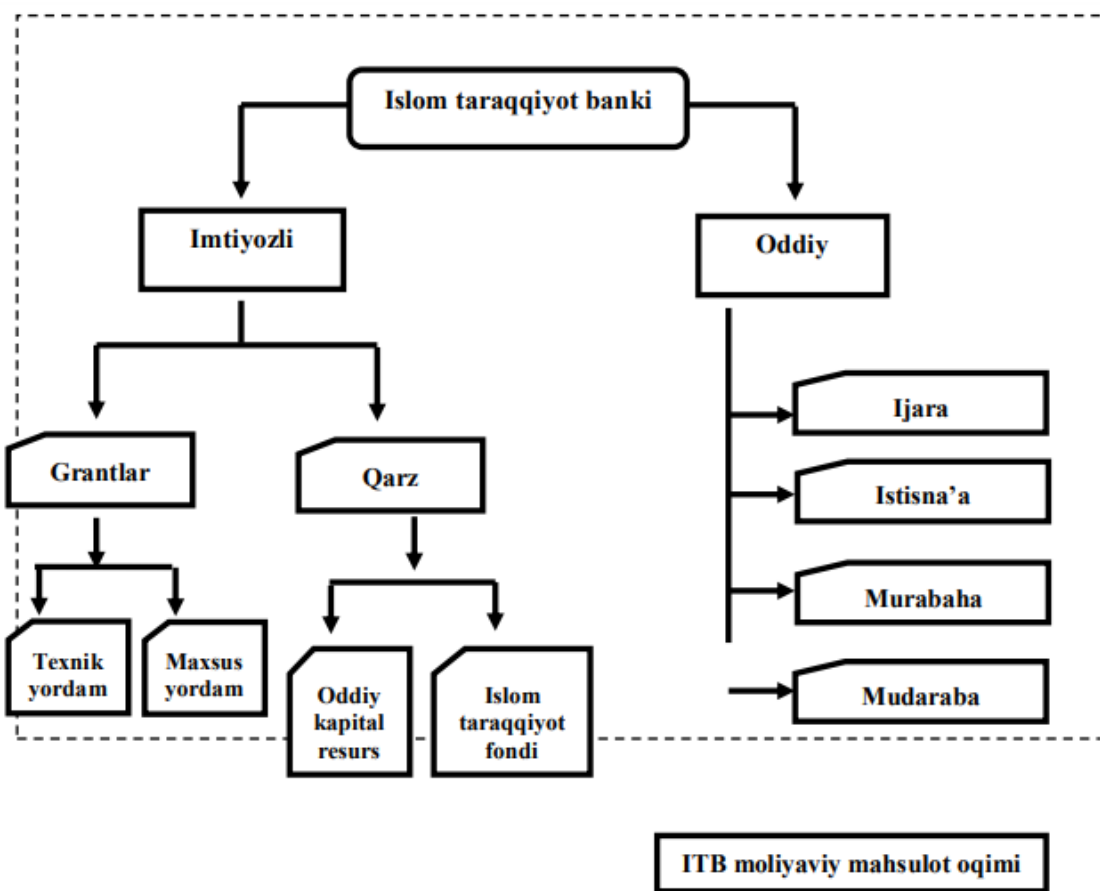 Islom taraqqiyot banki
Imtiyozli
Oddiy
Grantlar
Qarz
Ijara
Istisna’a
Murabaha
Mudaraba
Texnik
yordam
Maxsus
yordam
Oddiy
kapital
resurs
Islom
taraqqiyot
fondi
ITB moliyaviy mahsulot oqimi